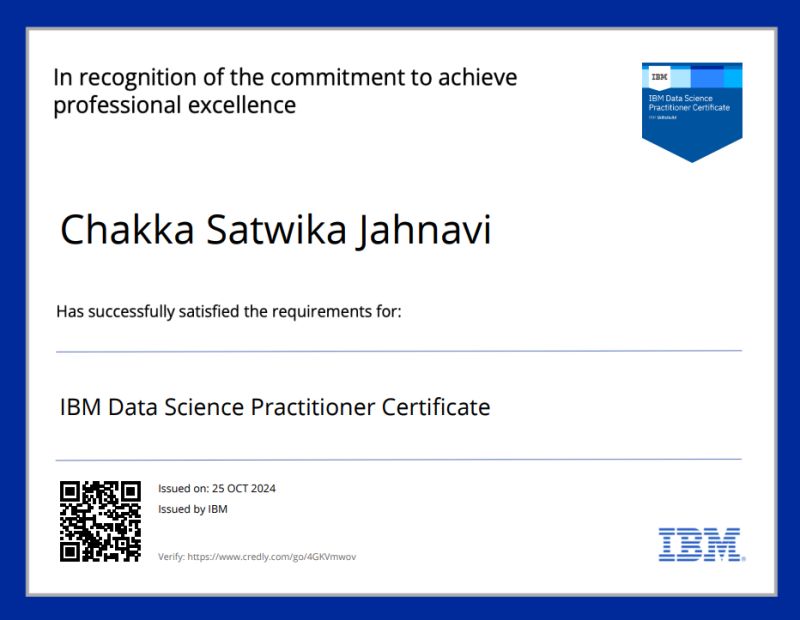 In recognition of the commitment to achieve
professional excellence
IBM
IBM Data Science
Practitioner Certificate
Chakka Satwika Jahnavi
Has successfully satisfied the requirements for:
IBM Data Science Practitioner Certificate
Issued on: 25 OCT 2024
Issued by IBM
Verify: https://www.credly.com/go/4GKVmwov
IBM®